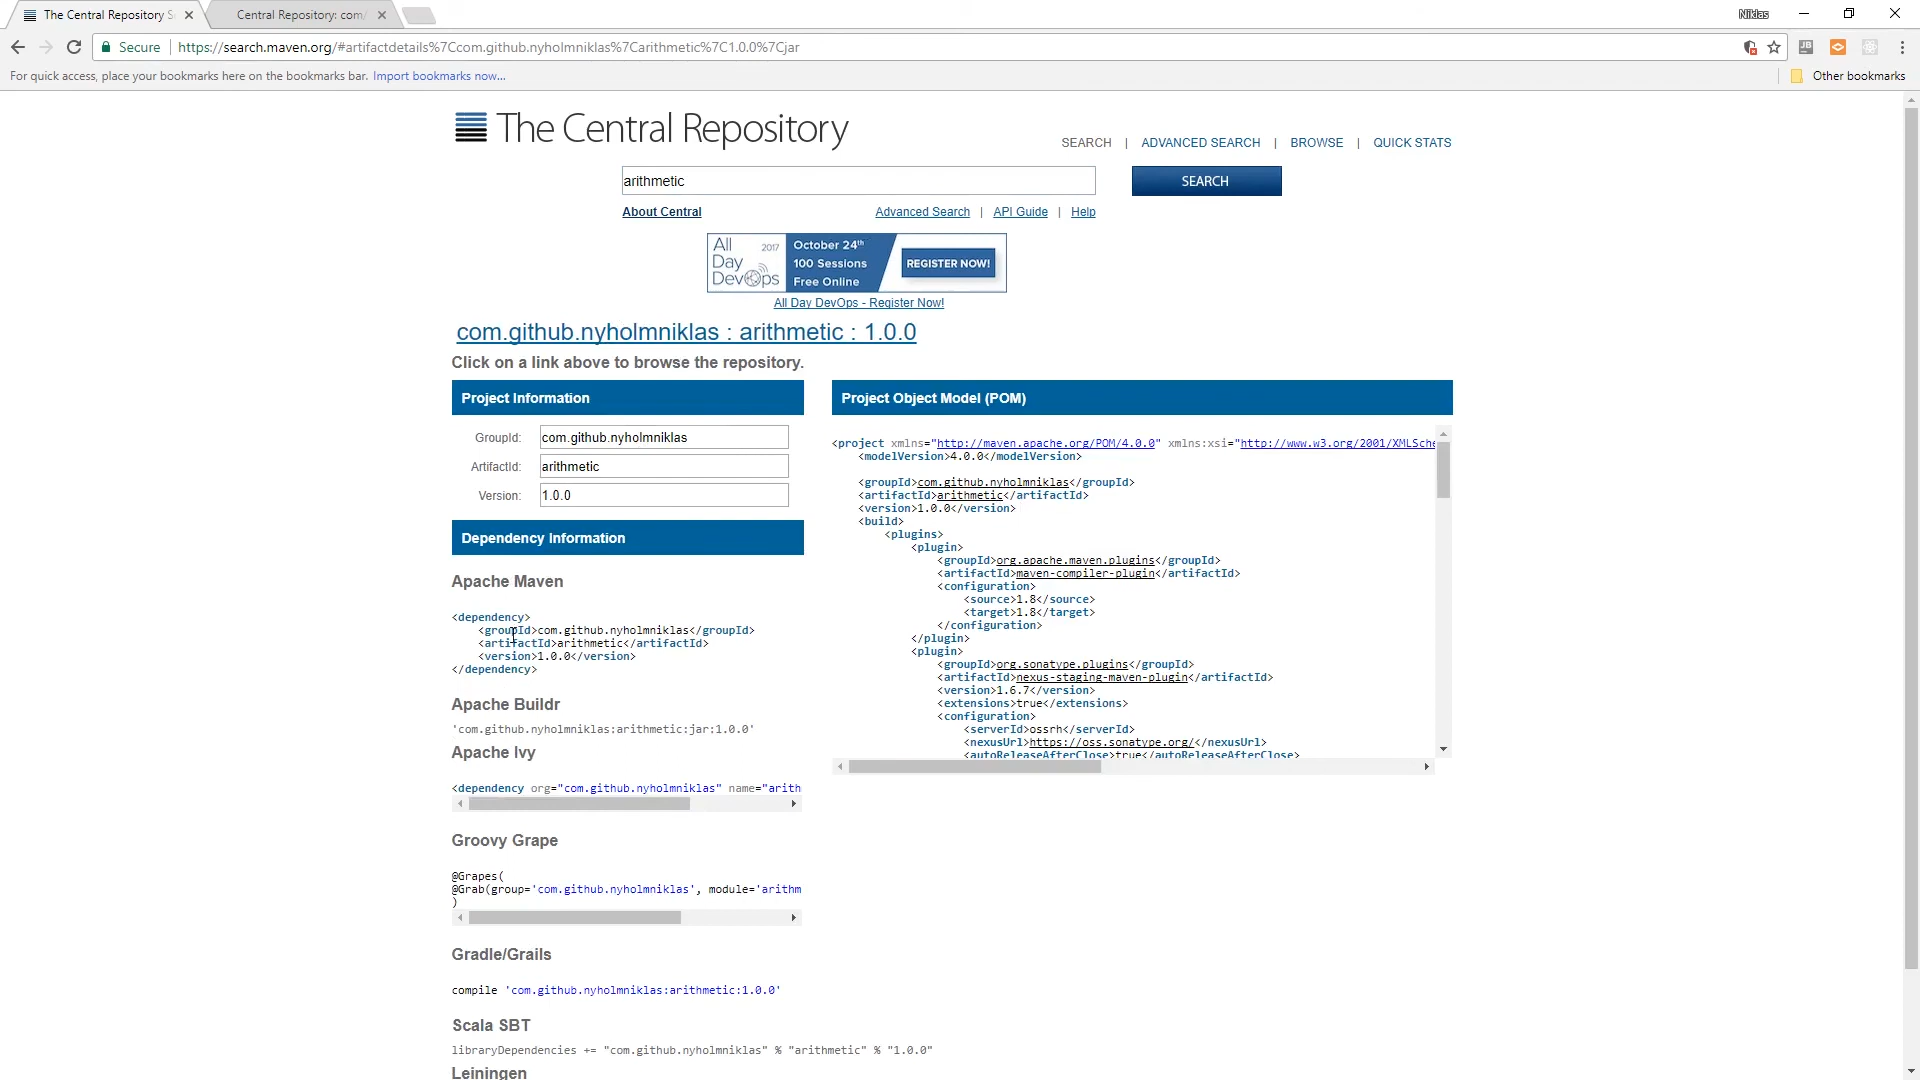 The Central Repository S
Central Repository: com/
Niklas
Secure
https://search.maven.org/#artifactdetails%7Ccom.github.nyholmniklas%7Carithmetic%7C1.0.0%7Cjar
JB
For quick access, place your bookmarks here on the bookmarks bar. Import bookmarks now...
Other bookmarks
The Central Repository
SEARCH | ADVANCED SEARCH | BROWSE | QUICK STATS
arithmetic
SEARCH
About Central
Advanced Search | API Guide | Help
All Day DevOps
2017
October 24th
100 Sessions
Free Online
REGISTER NOW!
All Day DevOps - Register Now!
com.github.nyholmniklas : arithmetic : 1.0.0
Click on a link above to browse the repository.
Project Information
GroupId: com.github.nyholmniklas
ArtifactId: arithmetic
Version: 1.0.0
Dependency Information
Apache Maven
<dependency>
<groupId>com.github.nyholmniklas</groupId>
<artifactId>arithmetic</artifactId>
<version>1.0.0</version>
</dependency>
Apache Buildr
'com.github.nyholmniklas:arithmetic:jar:1.0.0'
Apache Ivy
<dependency org="com.github.nyholmniklas" name="arith
Groovy Grape
@Grapes(
@Grab(group='com.github.nyholmniklas', module='arithm
)
Gradle/Grails
compile 'com.github.nyholmniklas:arithmetic:1.0.0'
Scala SBT
libraryDependencies += "com.github.nyholmniklas" % "arithmetic" % "1.0.0"
Leiningen
Project Object Model (POM)
<project xmlns="http://maven.apache.org/POM/4.0.0" xmlns:xsi="http://www.w3.org/2001/XMLSche
<modelVersion>4.0.0</modelVersion>
<groupId>com.github.nyholmniklas</groupId>
<artifactId>arithmetic</artifactId>
<version>1.0.0</version>
<build>
<plugins>
<plugin>
<groupId>org.apache.maven.plugins</groupId>
<artifactId>maven-compiler-plugin</artifactId>
<configuration>
<source>1.8</source>
<target>1.8</target>
</configuration>
</plugin>
<plugin>
<groupId>org.sonatype.plugins</groupId>
<artifactId>nexus-staging-maven-plugin</artifactId>
<version>1.6.7</version>
<extensions>true</extensions>
<configuration>
<serverId>ossrh</serverId>
<nexusUrl>https://oss.sonatype.org/</nexusUrl>
<autoReleaseAfterClose>true</autoReleaseAfterClose>